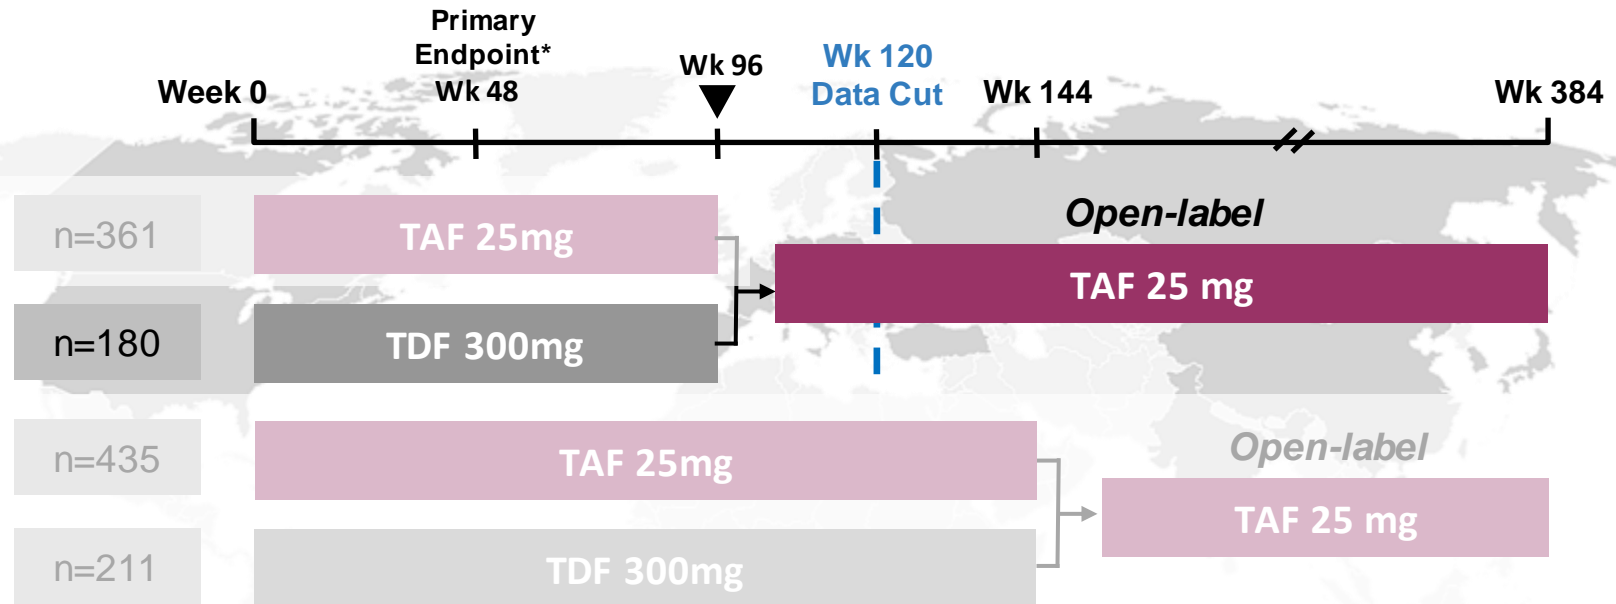 Primary
Endpoint*
Wk 48
Week 0
Wk 96
Wk 120
Data Cut
Wk 144
Wk 384
n=361
TAF 25mg
Open-label
TAF 25 mg
n=180
TDF 300mg
n=435
TAF 25mg
Open-label
TAF 25 mg
n=211
TDF 300mg